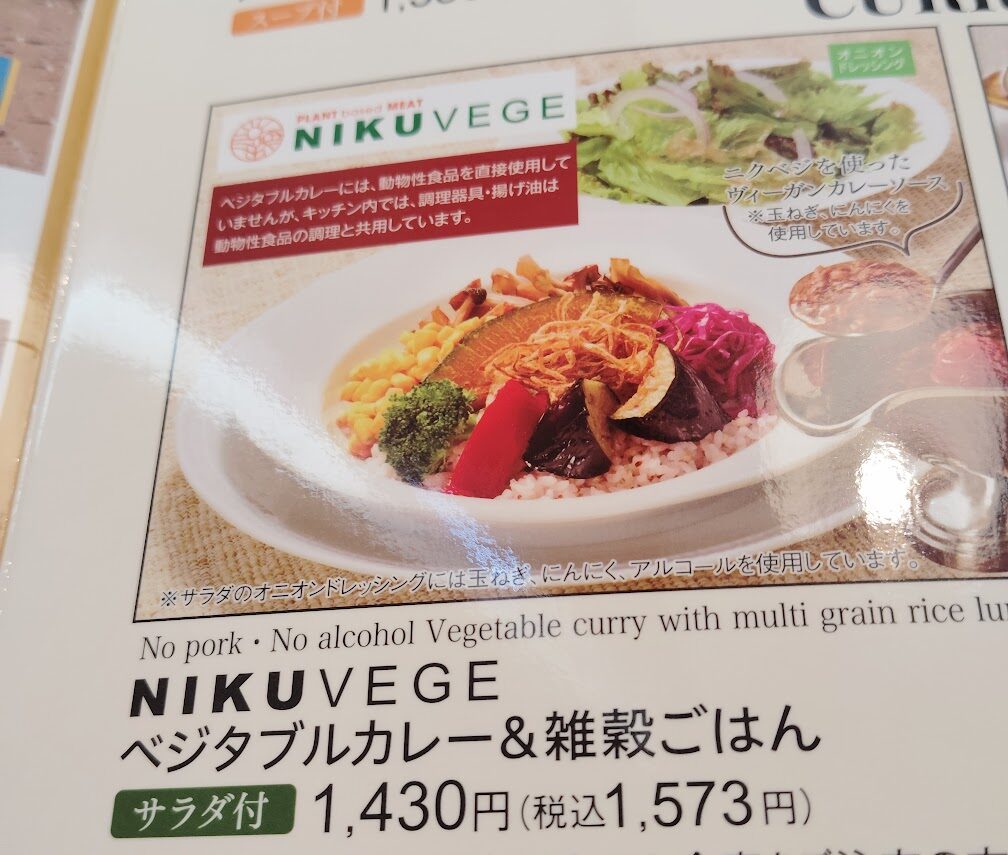 スープ付
オニオン
ドレッシング
PLANT based MEAT
NIKUVEGE
ベジタブルカレーには、動物性食品を直接使用して
いませんが、キッチン内では、調理器具・揚げ油は
動物性食品の調理と共用しています。
ニクベジを使った
ヴィーガンカレーソース
※玉ねぎ、にんにくを
使用しています。
※サラダのオニオンドレッシングには玉ねぎ、にんにく、アルコールを使用しています。
No pork・No alcohol Vegetable curry with multi grain rice
NIKUVEGE
ベジタブルカレー&雑穀ごはん
サラダ付 1,430円(税込1,573円)